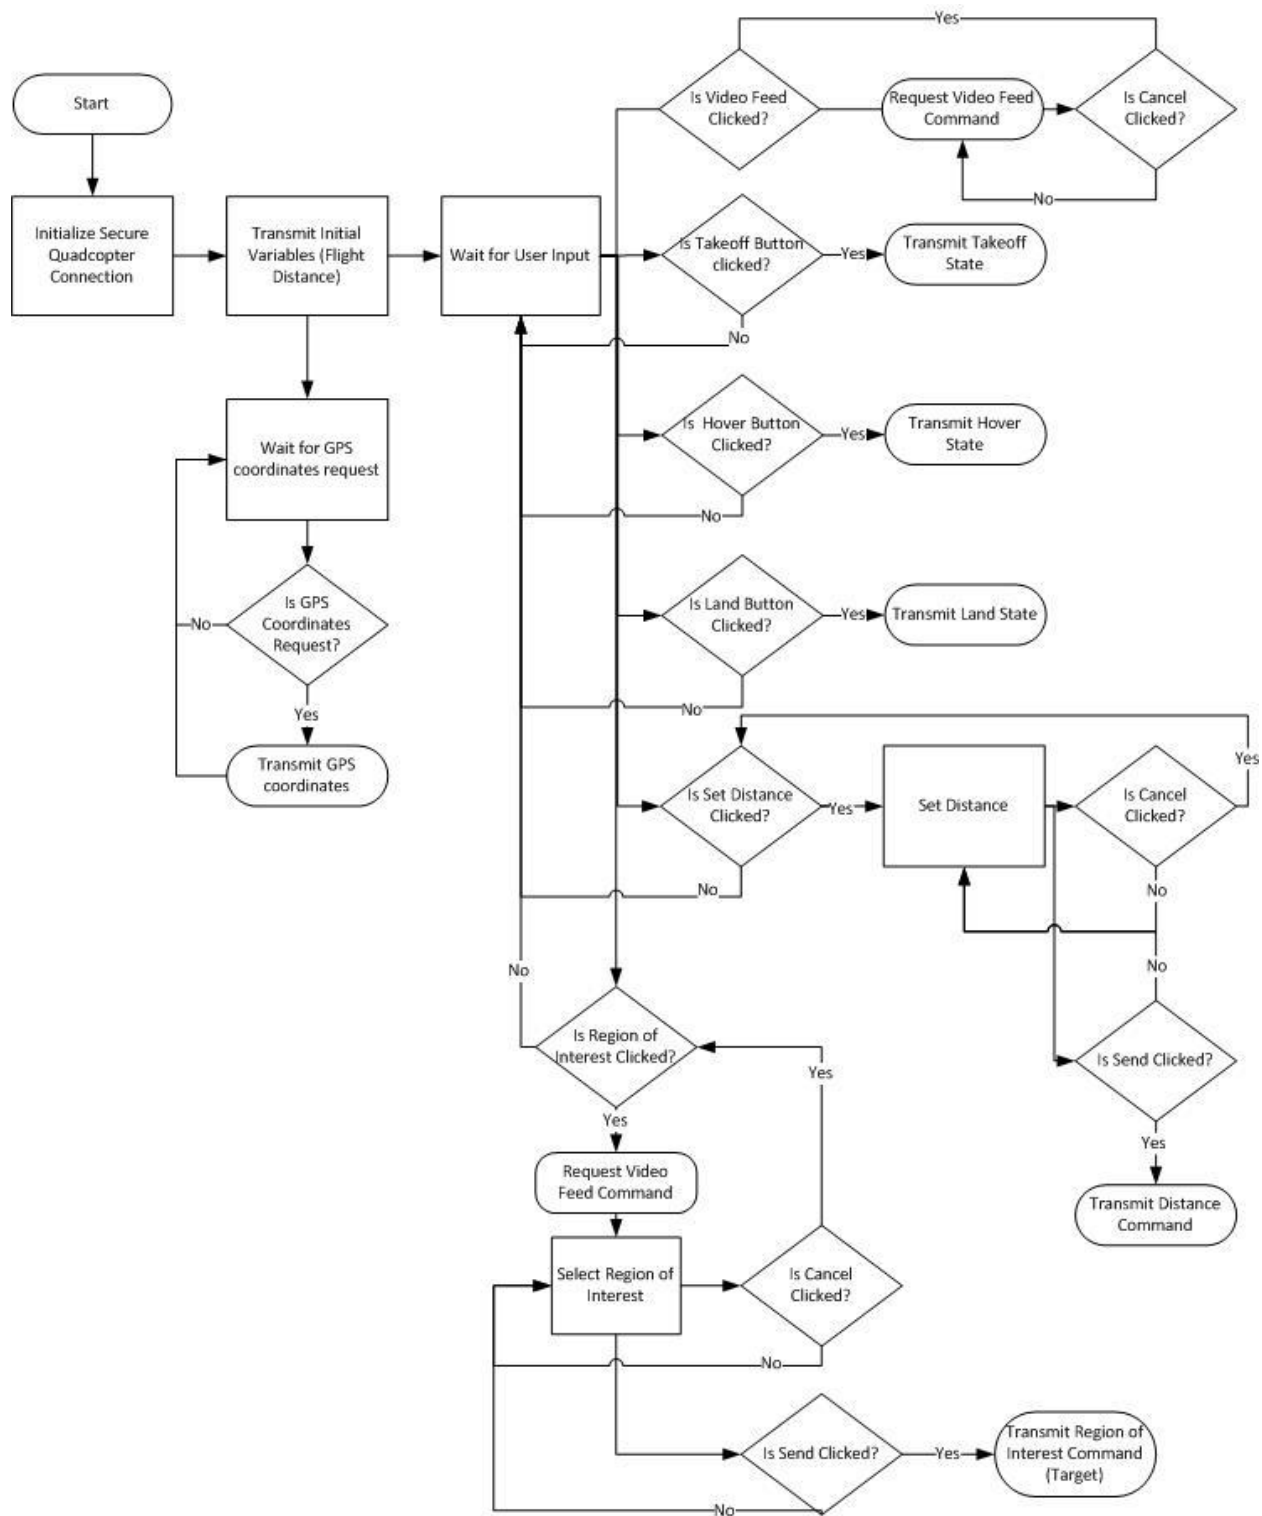 Yes
Start
Is Video Feed
Clicked?
Request Video Feed
Command
Is Cancel
Clicked?
No
Initialize Secure
Quadcopter
Connection
Transmit Initial
Variables (Flight
Distance)
Wait for User Input
Is Takeoff Button
clicked?
Yes
Transmit Takeoff
State
No
Wait for GPS
coordinates request
Is Hover Button
Clicked?
Yes
Transmit Hover
State
No
Is GPS
Coordinates
Request?
No
Yes
Transmit GPS
coordinates
Is Land Button
Clicked?
Yes
Transmit Land State
No
Is Set Distance
Clicked?
Yes
Set Distance
Is Cancel
Clicked?
Yes
No
No
No
Is Send Clicked?
Yes
Transmit Distance
Command
No
Is Region of
Interest Clicked?
Yes
Yes
Request Video
Feed Command
Select Region of
Interest
Is Cancel
Clicked?
No
Is Send Clicked?
Yes
Transmit Region of
Interest Command
(Target)
No